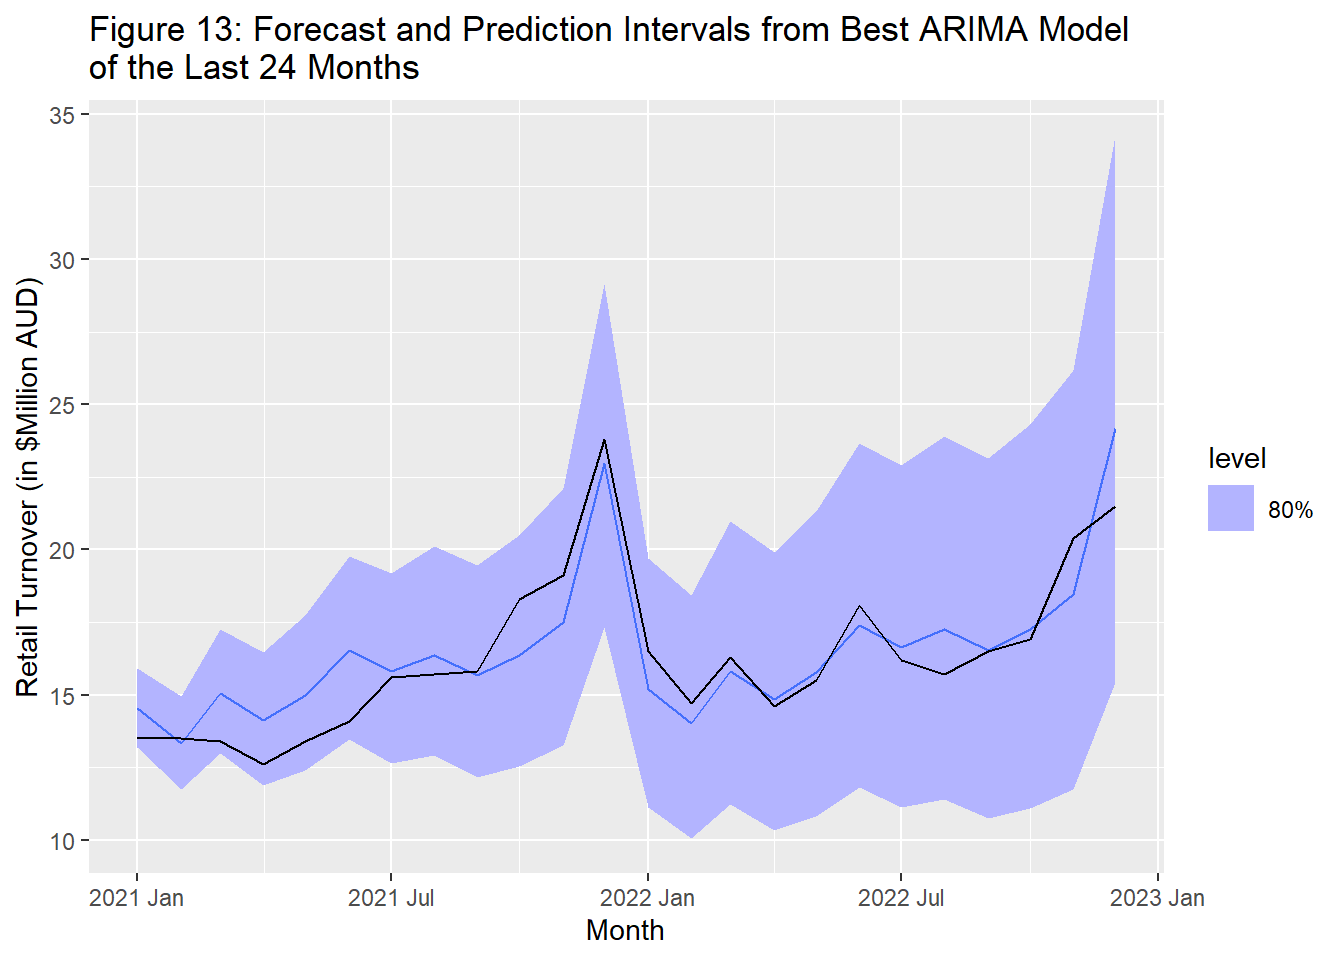 Figure 13: Forecast and Prediction Intervals from Best ARIMA Model
of the Last 24 Months
35
30
25
20
15
10
Retail Turnover (in $Million AUD)
level
80%
2021 Jan
2021 Jul
2022 Jan
2022 Jul
2023 Jan
Month